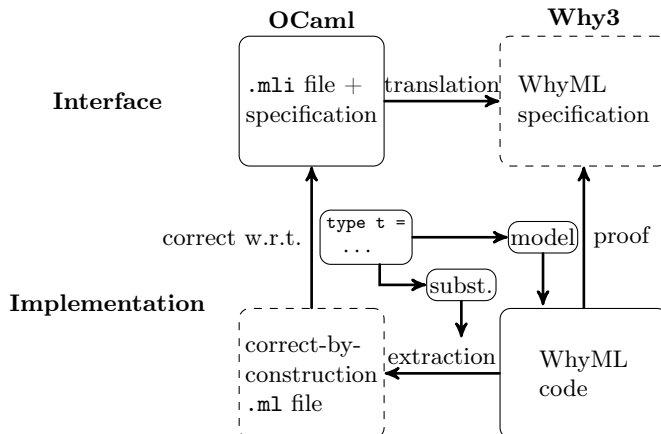 OCaml
Why3
Interface
.mli file +
specification
translation
WhyML
specification
correct w.r.t.
type t =
...
model
proof
subst.
Implementation
correct-by-
construction
.ml file
extraction
WhyML
code